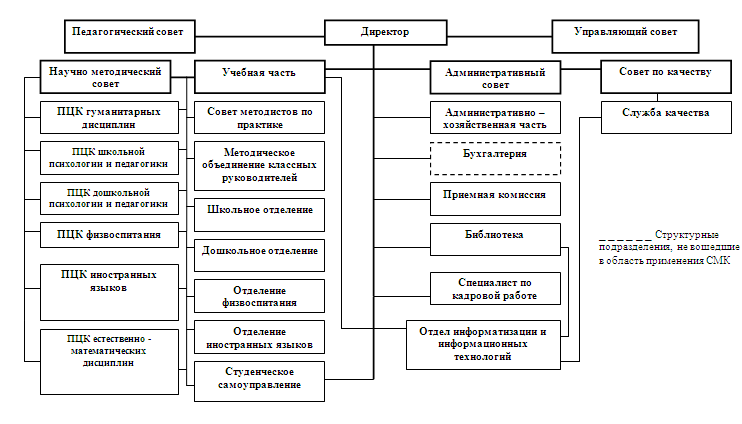 Педагогический совет
Директор
Управляющий совет
Научно методический
совет
Учебная часть
Административный
совет
Совет по качеству
ПЦК гуманитарных
дисциплин
Совет методистов по
практике
Административно –
хозяйственная часть
Служба качества
ПЦК школьной
психологии и педагогики
Методическое
объединение классных
руководителей
Бухгалтерия
ПЦК дошкольной
психологии и педагогики
Школьное отделение
Приемная комиссия
ПЦК физвоспитания
Дошкольное отделение
Библиотека
_ _ _ _ _ _ Структурные
подразделения, не вошедшие
в область применения СМК
ПЦК иностранных
языков
Отделение
физвоспитания
Специалист по
кадровой работе
ПЦК естественно -
математических
дисциплин
Отделение
иностранных языков
Отдел информатизации и
информационных
технологий
Студенческое
самоуправление